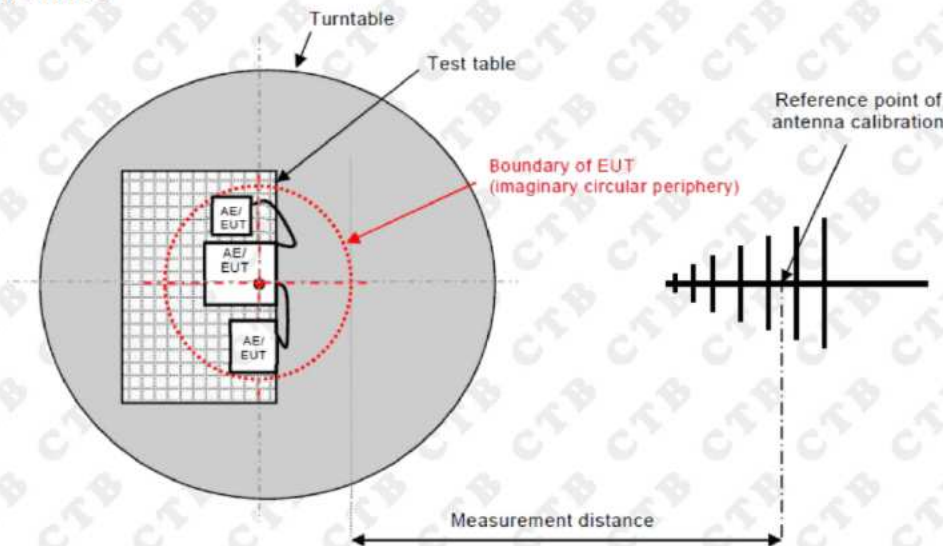 Turntable
Test table
Reference point of
antenna calibration
Boundary of EUT
(imaginary circular periphery)
AE/
EUT
AE/
EUT
AE/
EUT
Measurement distance
CTB